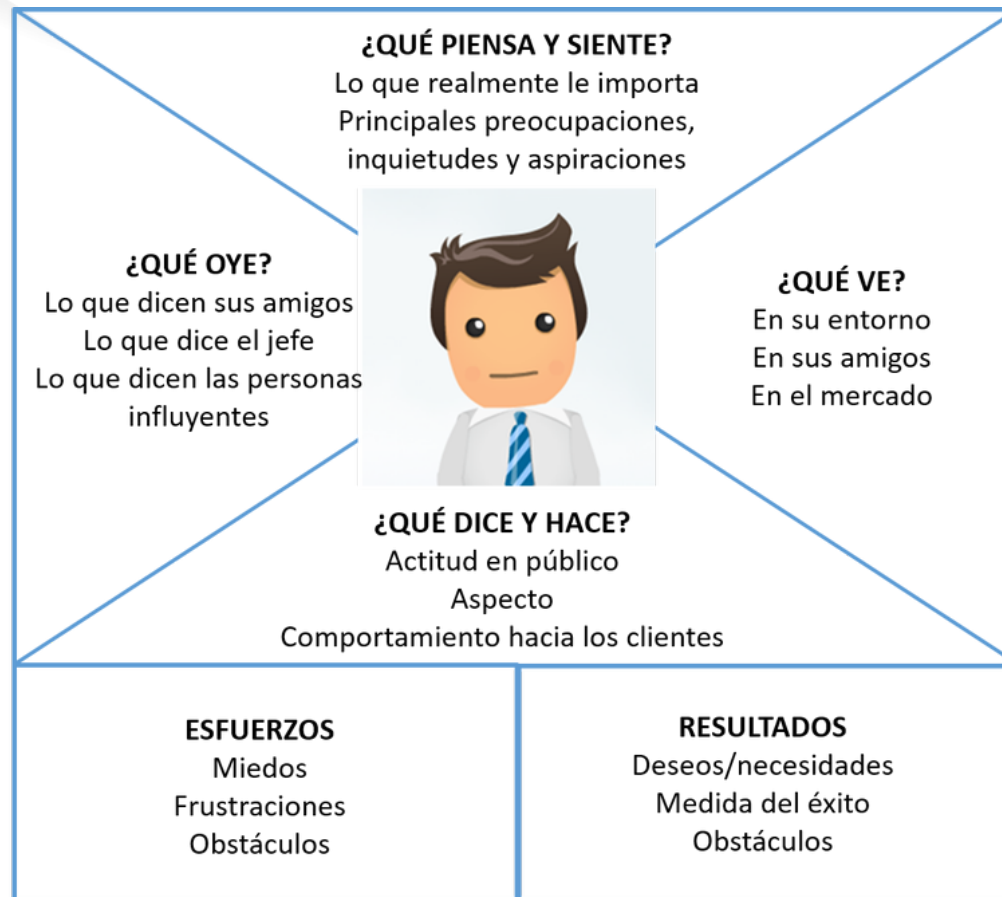 ¿QUÉ PIENSA Y SIENTE?
Lo que realmente le importa
Principales preocupaciones,
inquietudes y aspiraciones
¿QUÉ OYE?
Lo que dicen sus amigos
Lo que dice el jefe
Lo que dicen las personas
influyentes
¿QUÉ VE?
En su entorno
En sus amigos
En el mercado
¿QUÉ DICE Y HACE?
Actitud en público
Aspecto
Comportamiento hacia los clientes
ESFUERZOS
Miedos
Frustraciones
Obstáculos
RESULTADOS
Deseos/necesidades
Medida del éxito
Obstáculos